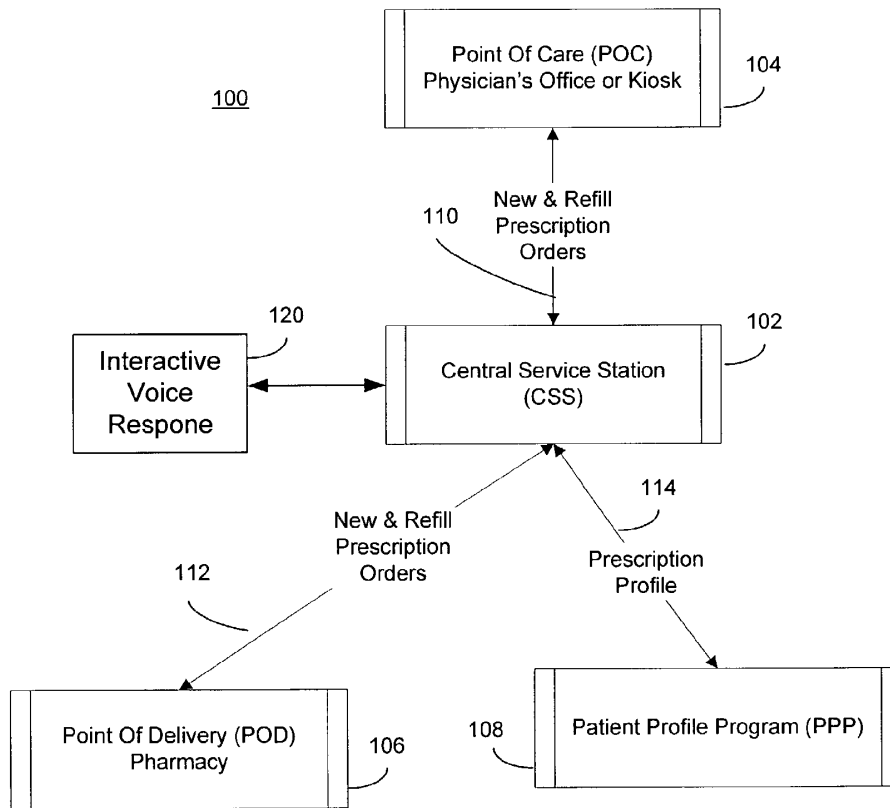 Point Of Care (POC)
Physician's Office or Kiosk
104
100
New & Refill
Prescription
Orders
110
120
Interactive
Voice
Respone
Central Service Station
(CSS)
102
114
New & Refill
Prescription
Orders
Prescription
Profile
112
Point Of Delivery (POD)
Pharmacy
106
108
Patient Profile Program (PPP)